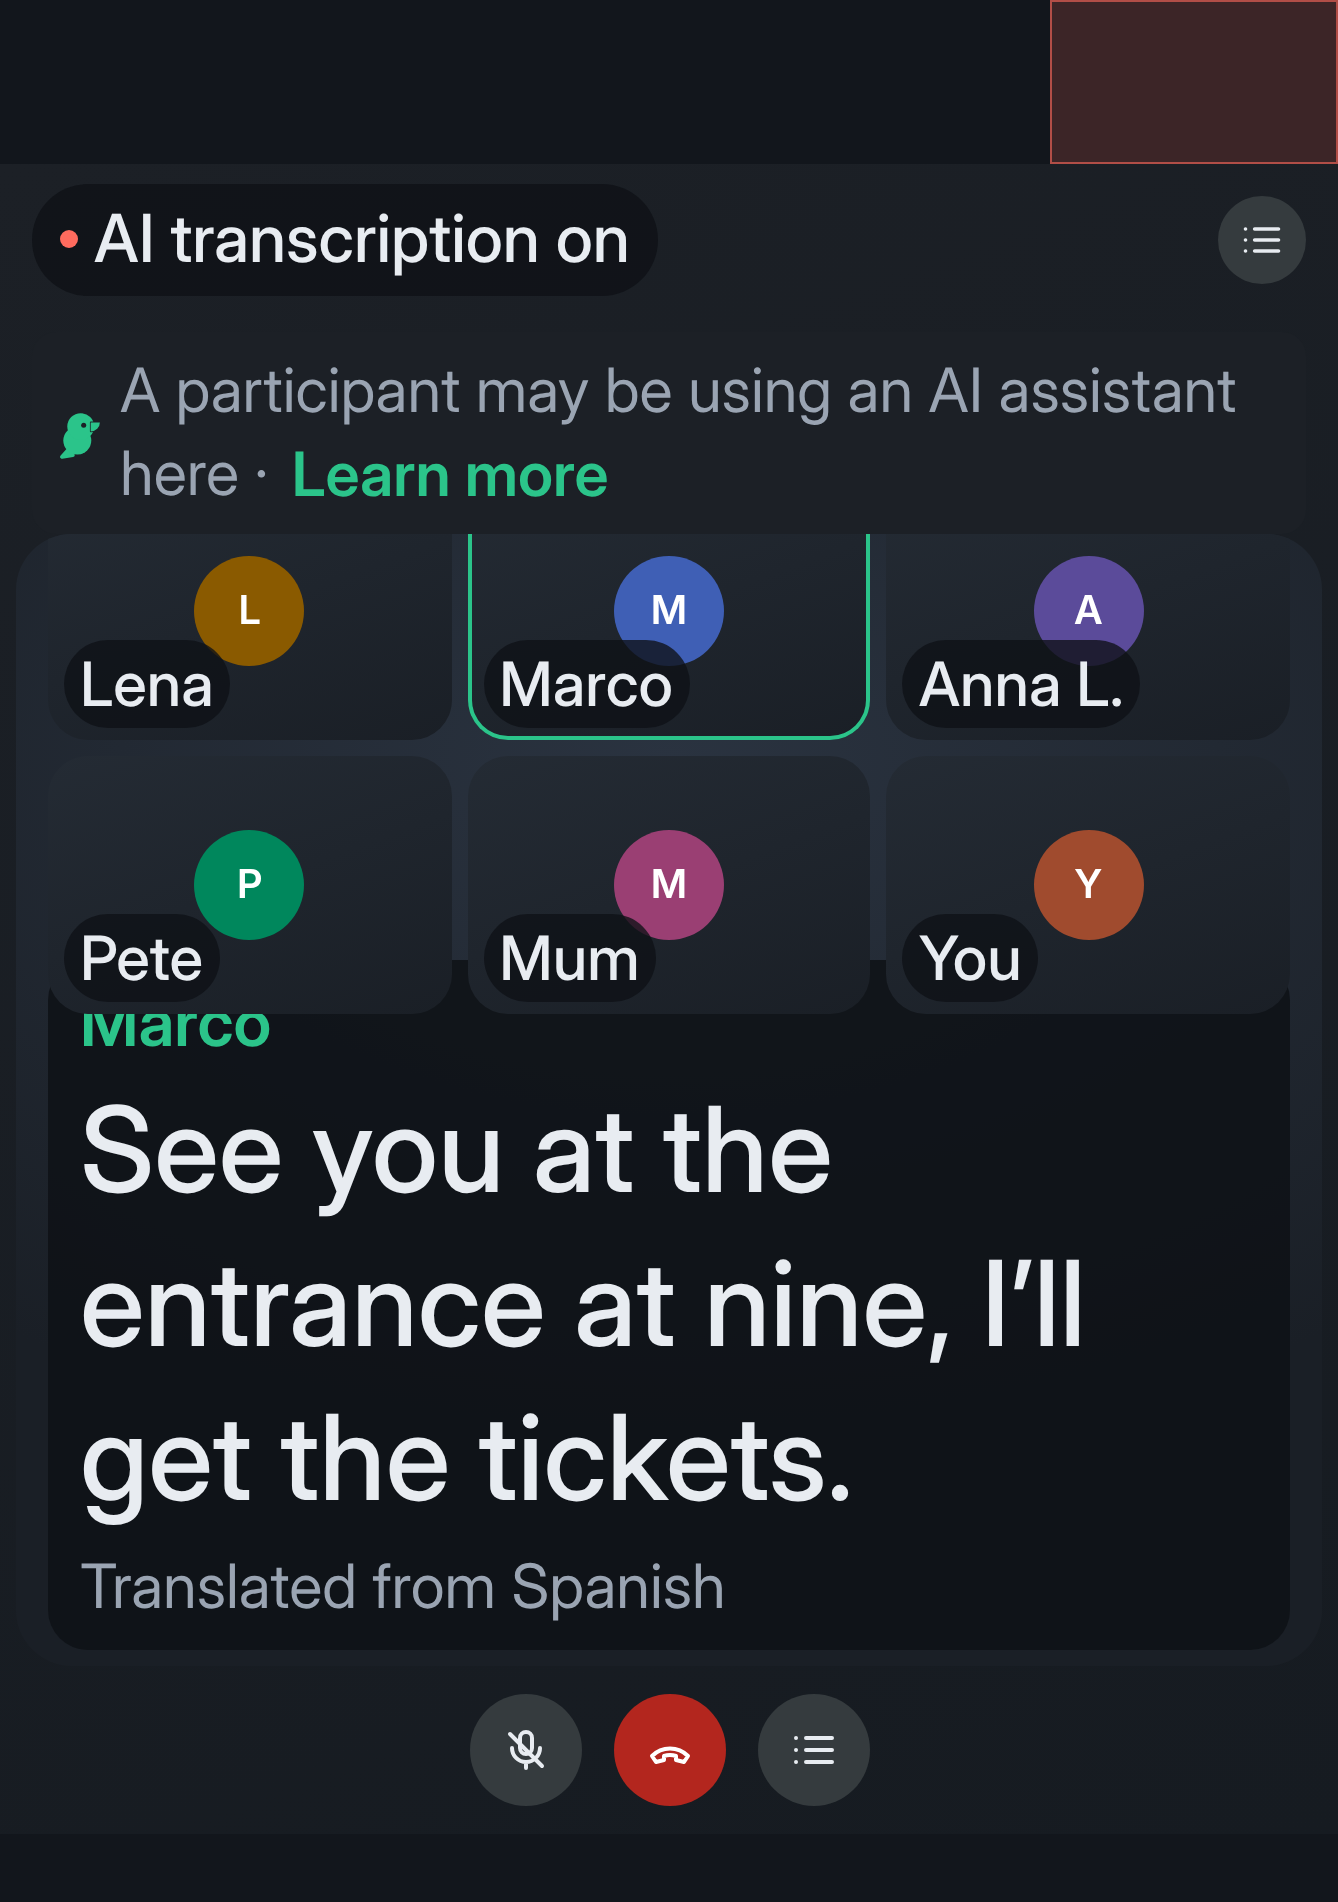 AI transcription on
A participant may be using an AI assistant
here · Learn more
L
M
A
Lena
Marco
Anna L.
P
M
Y
Pete
Mum
You
Marco
See you at the
entrance at nine, I’ll
get the tickets.
Translated from Spanish